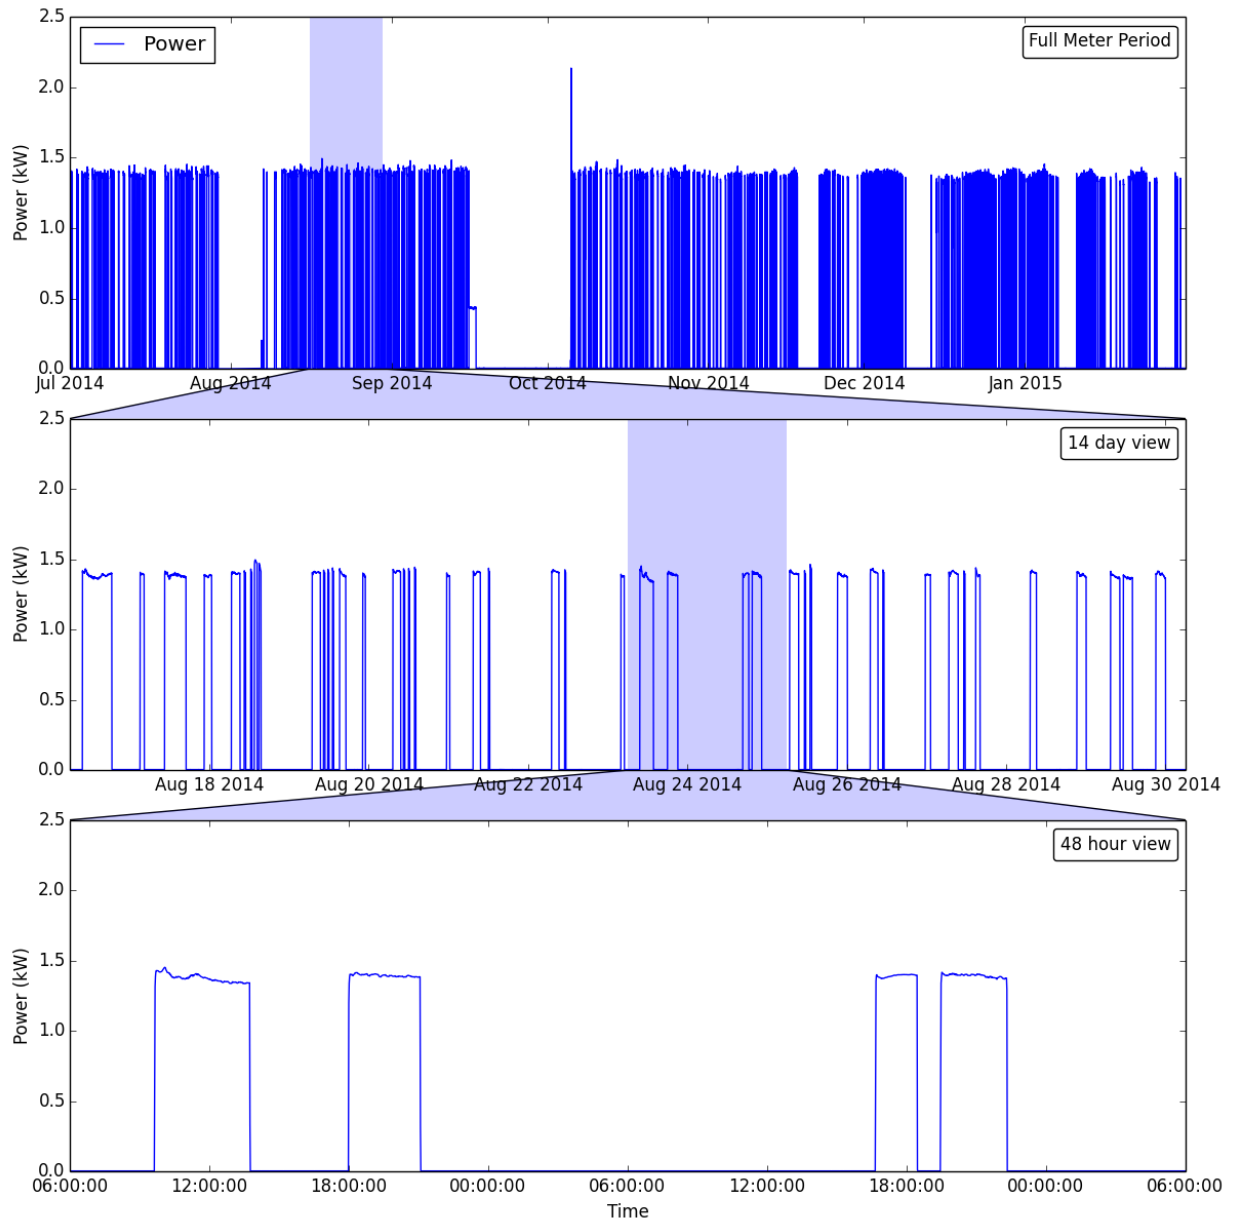 2.5
Power
Full Meter Period
2.0
1.5
Power (kW)
1.0
0.5
0.0
Jul 2014 Aug 2014 Sep 2014 Oct 2014 Nov 2014 Dec 2014 Jan 2015
2.5
14 day view
2.0
1.5
Power (kW)
1.0
0.5
0.0
Aug 18 2014 Aug 20 2014 Aug 22 2014 Aug 24 2014 Aug 26 2014 Aug 28 2014 Aug 30 2014
2.5
48 hour view
2.0
1.5
Power (kW)
1.0
0.5
0.0
06:00:00 12:00:00 18:00:00 00:00:00 06:00:00 12:00:00 18:00:00 00:00:00 06:00:00
Time